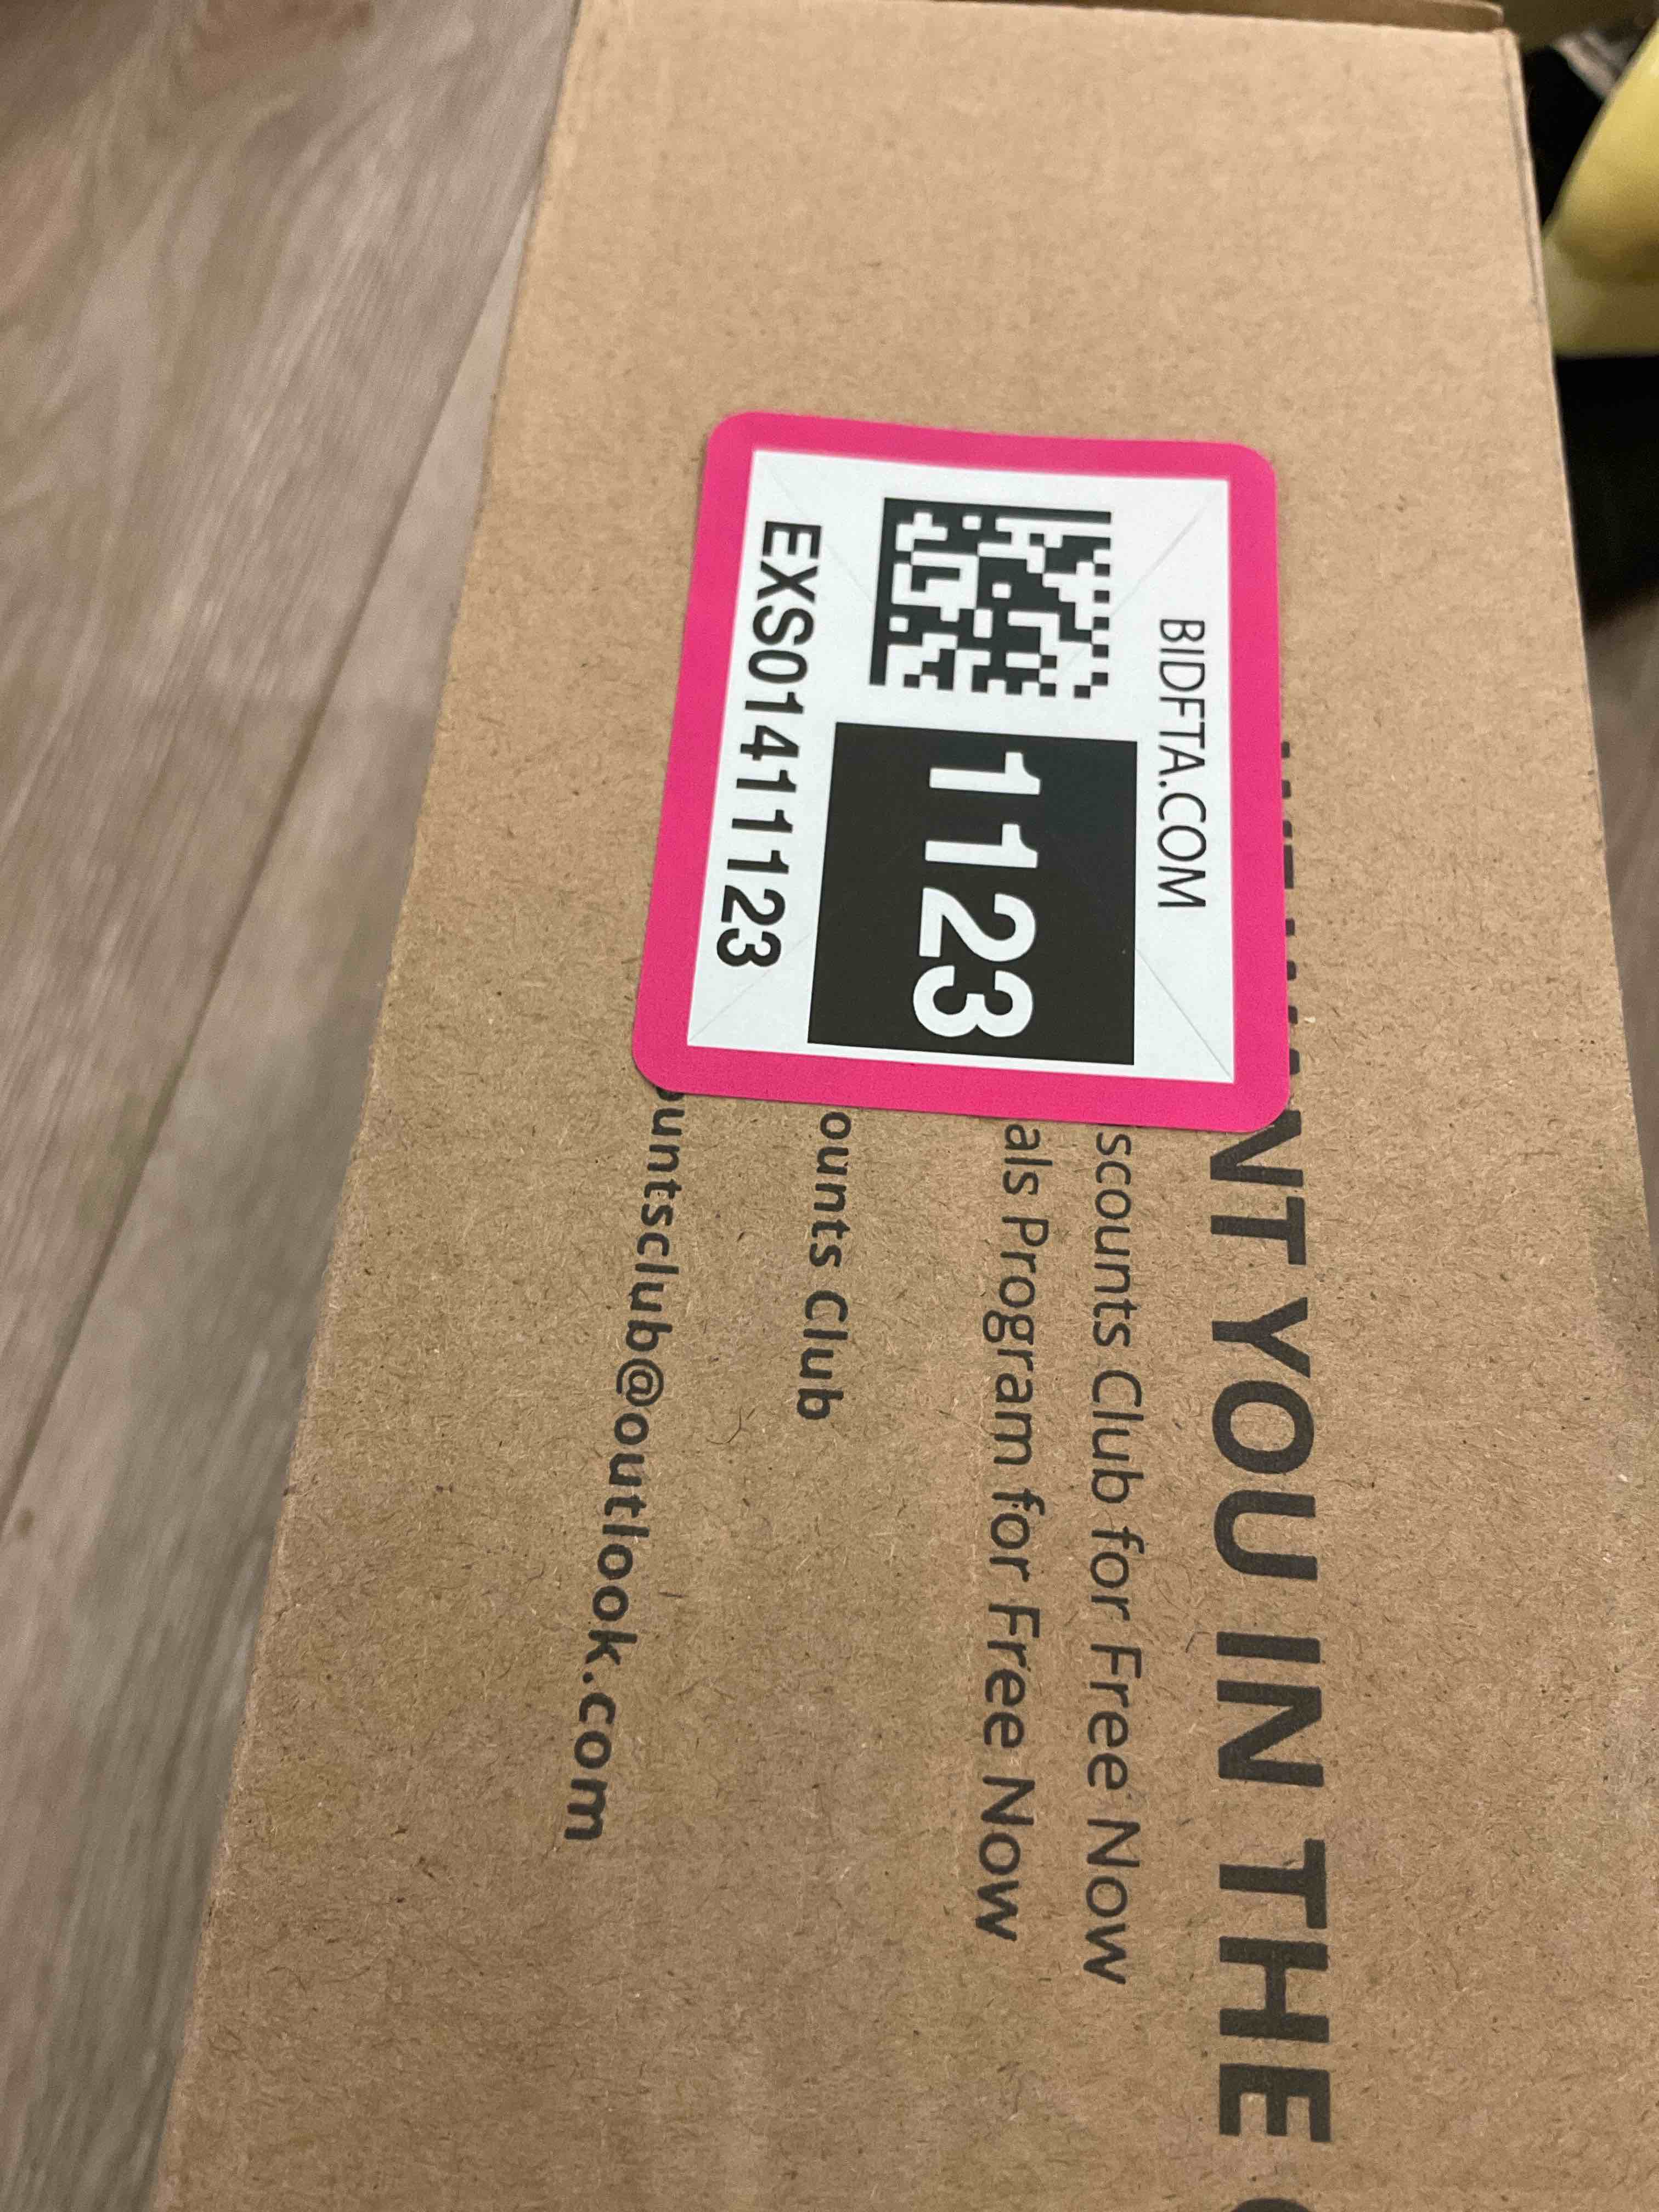 BIDFTA.COM
1123
EXS01411123
NT YOU IN THE
scounts Club for Free Now
als Program for Free Now
ounts Club
ountsclub@outlook.com